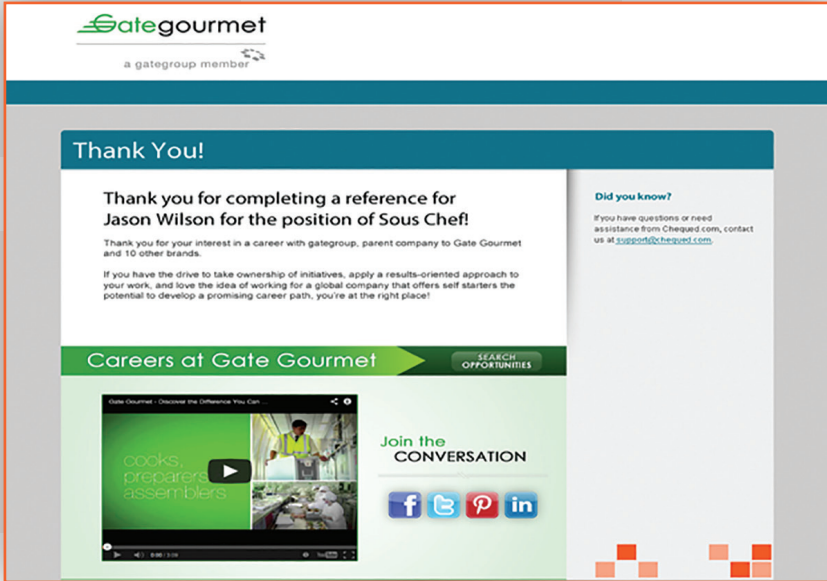 Gategourmet
a gategroup member
Thank You!
Thank you for completing a reference for
Jason Wilson for the position of Sous Chef!
Thank you for your interest in a career with gategroup, parent company to Gate Gourmet
and 10 other brands.
If you have the drive to take ownership of initiatives, apply a results-oriented approach to
your work, and love the idea of working for a global company that offers self starters the
potential to develop a promising career path, you're at the right place!
Did you know?
If you have questions or need
assistance from Chequed.com, contact
us at support@chequed.com.
Careers at Gate Gourmet
SEARCH
OPPORTUNITIES
Gate Gourmet - Discover the Difference You Can ...
cooks,
preparers
assemblers
0:00 / 3:08
YouTube
Join the
CONVERSATION